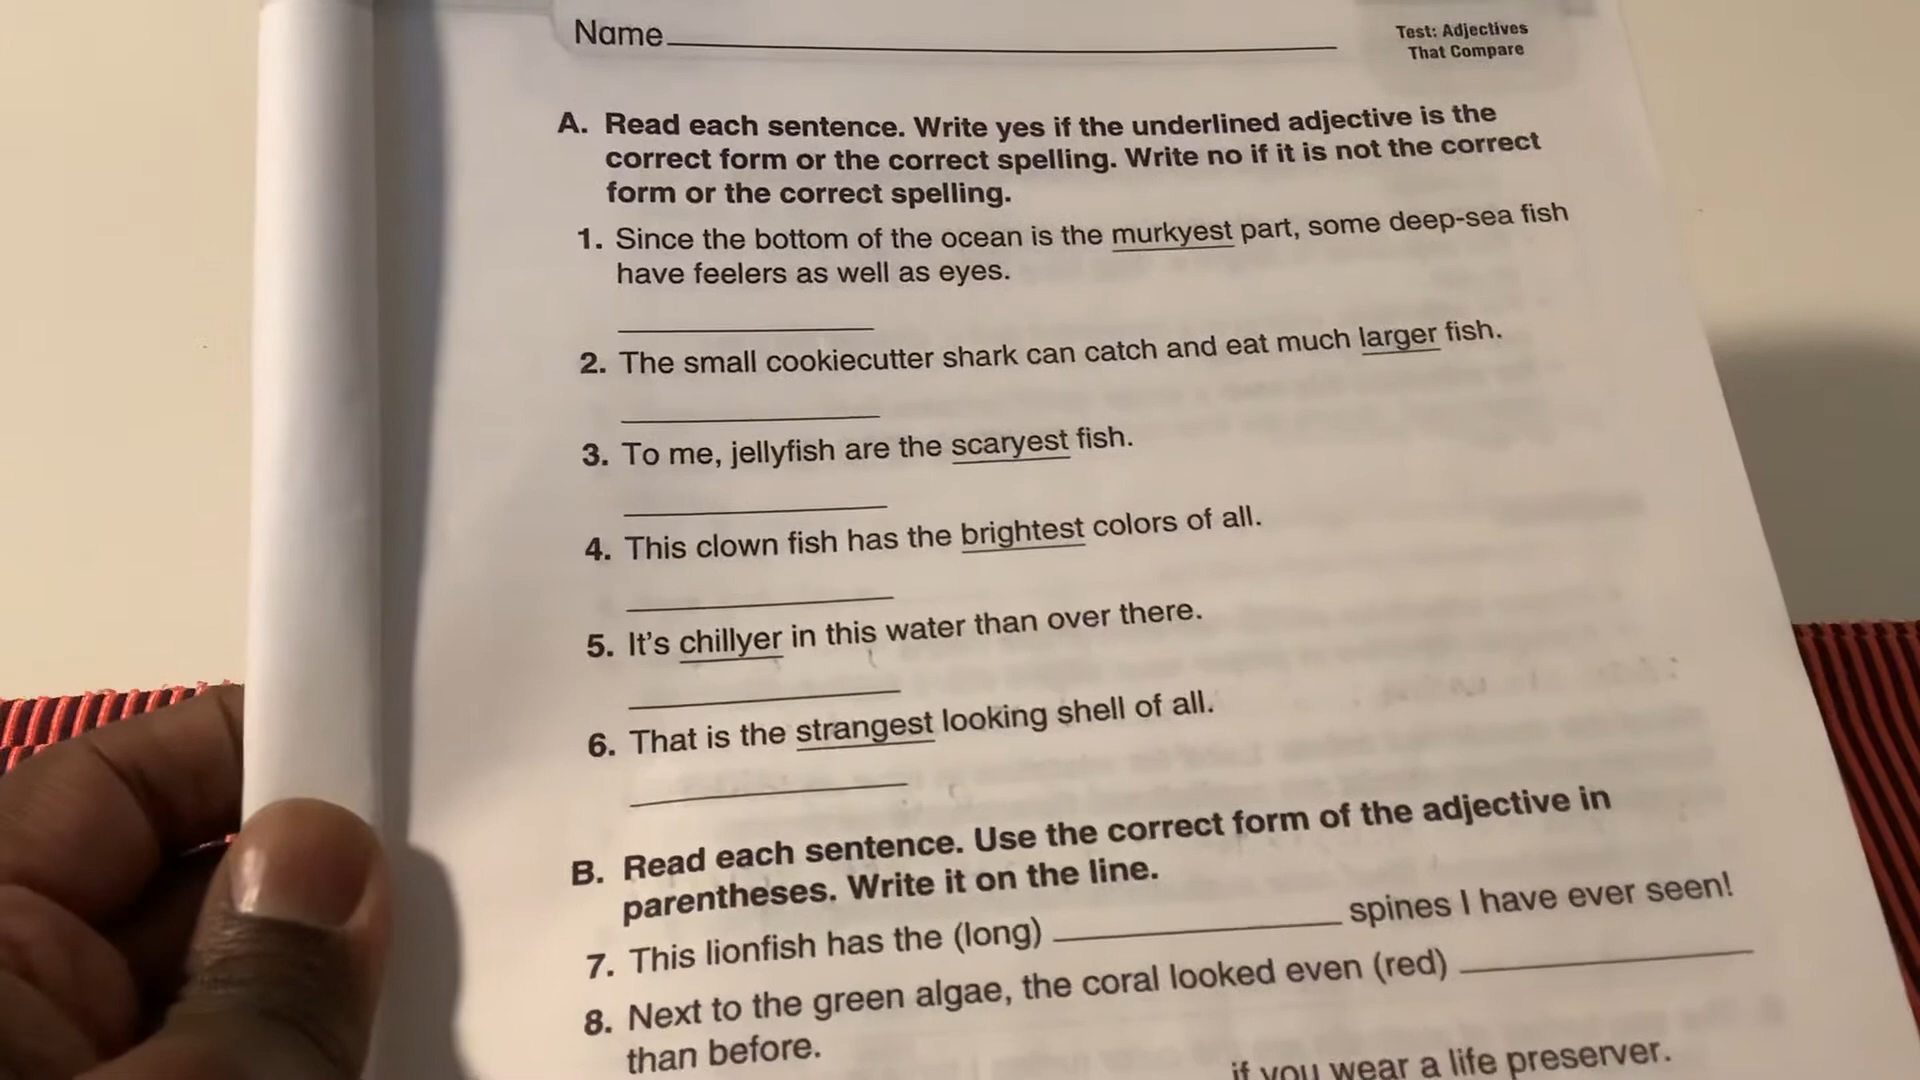 Name
Test: Adjectives
That Compare
A. Read each sentence. Write yes if the underlined adjective is the
correct form or the correct spelling. Write no if it is not the correct
form or the correct spelling.
1. Since the bottom of the ocean is the murkyest part, some deep-sea fish
have feelers as well as eyes.
2. The small cookiecutter shark can catch and eat much larger fish.
3. To me, jellyfish are the scaryest fish.
4. This clown fish has the brightest colors of all.
5. It's chillyer in this water than over there.
6. That is the strangest looking shell of all.
B. Read each sentence. Use the correct form of the adjective in
parentheses. Write it on the line.
7. This lionfish has the (long) spines I have ever seen!
8. Next to the green algae, the coral looked even (red)
than before.
if you wear a life preserver.